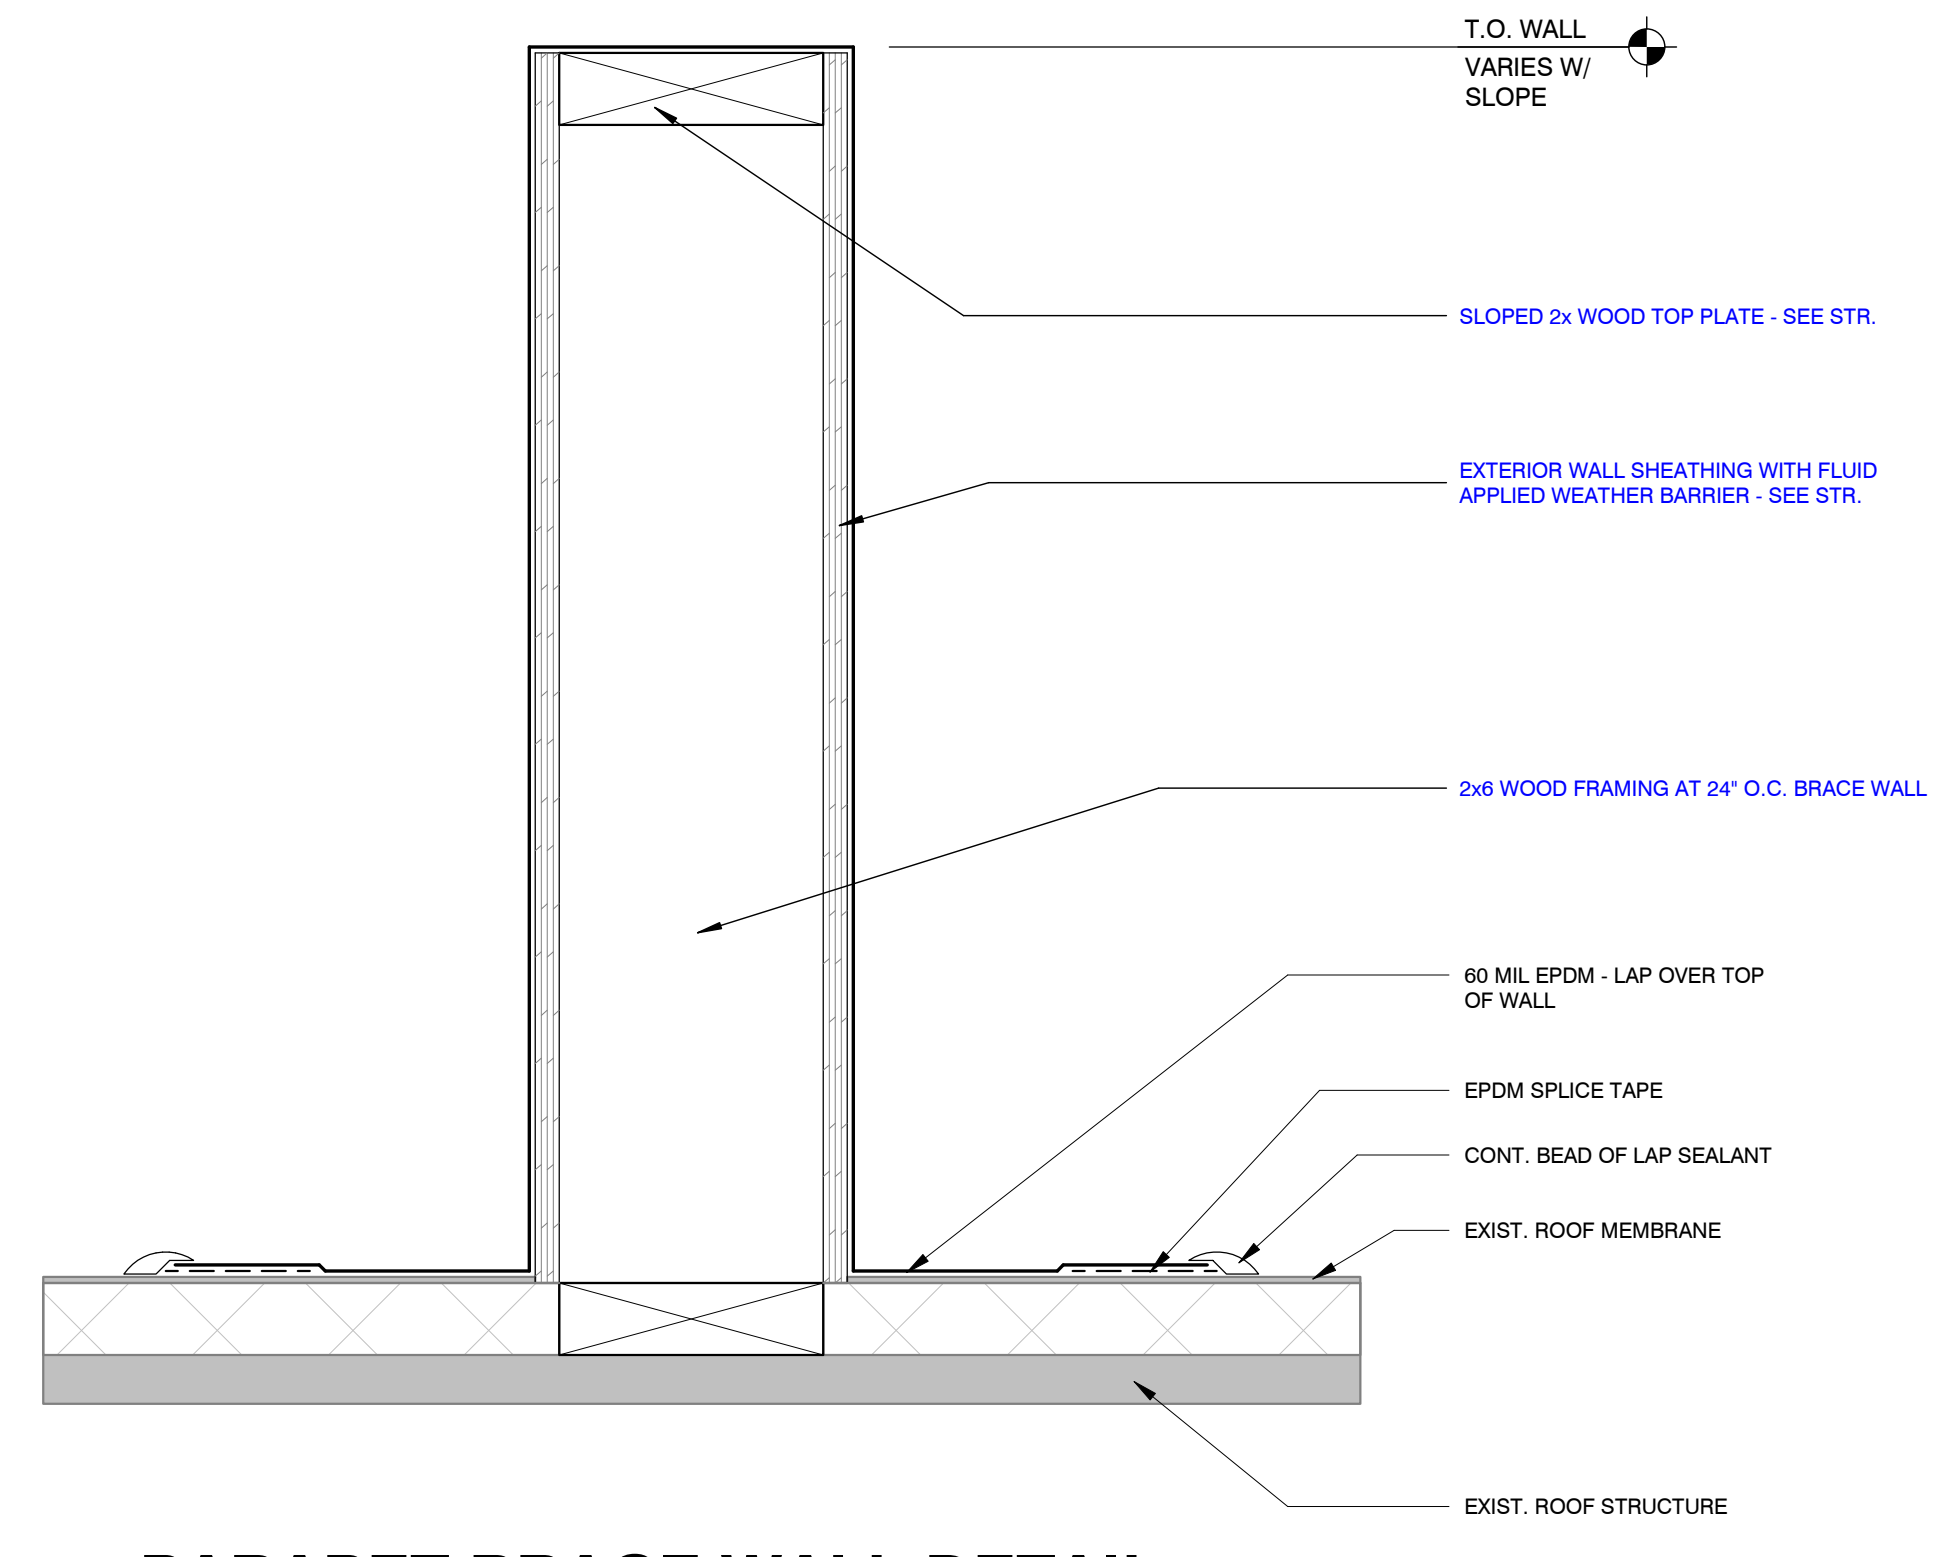 T.O. WALL
VARIES W/
SLOPE
SLOPED 2x WOOD TOP PLATE - SEE STR.
EXTERIOR WALL SHEATHING WITH FLUID
APPLIED WEATHER BARRIER - SEE STR.
2x6 WOOD FRAMING AT 24" O.C. BRACE WALL
60 MIL EPDM - LAP OVER TOP
OF WALL
EPDM SPLICE TAPE
CONT. BEAD OF LAP SEALANT
EXIST. ROOF MEMBRANE
EXIST. ROOF STRUCTURE